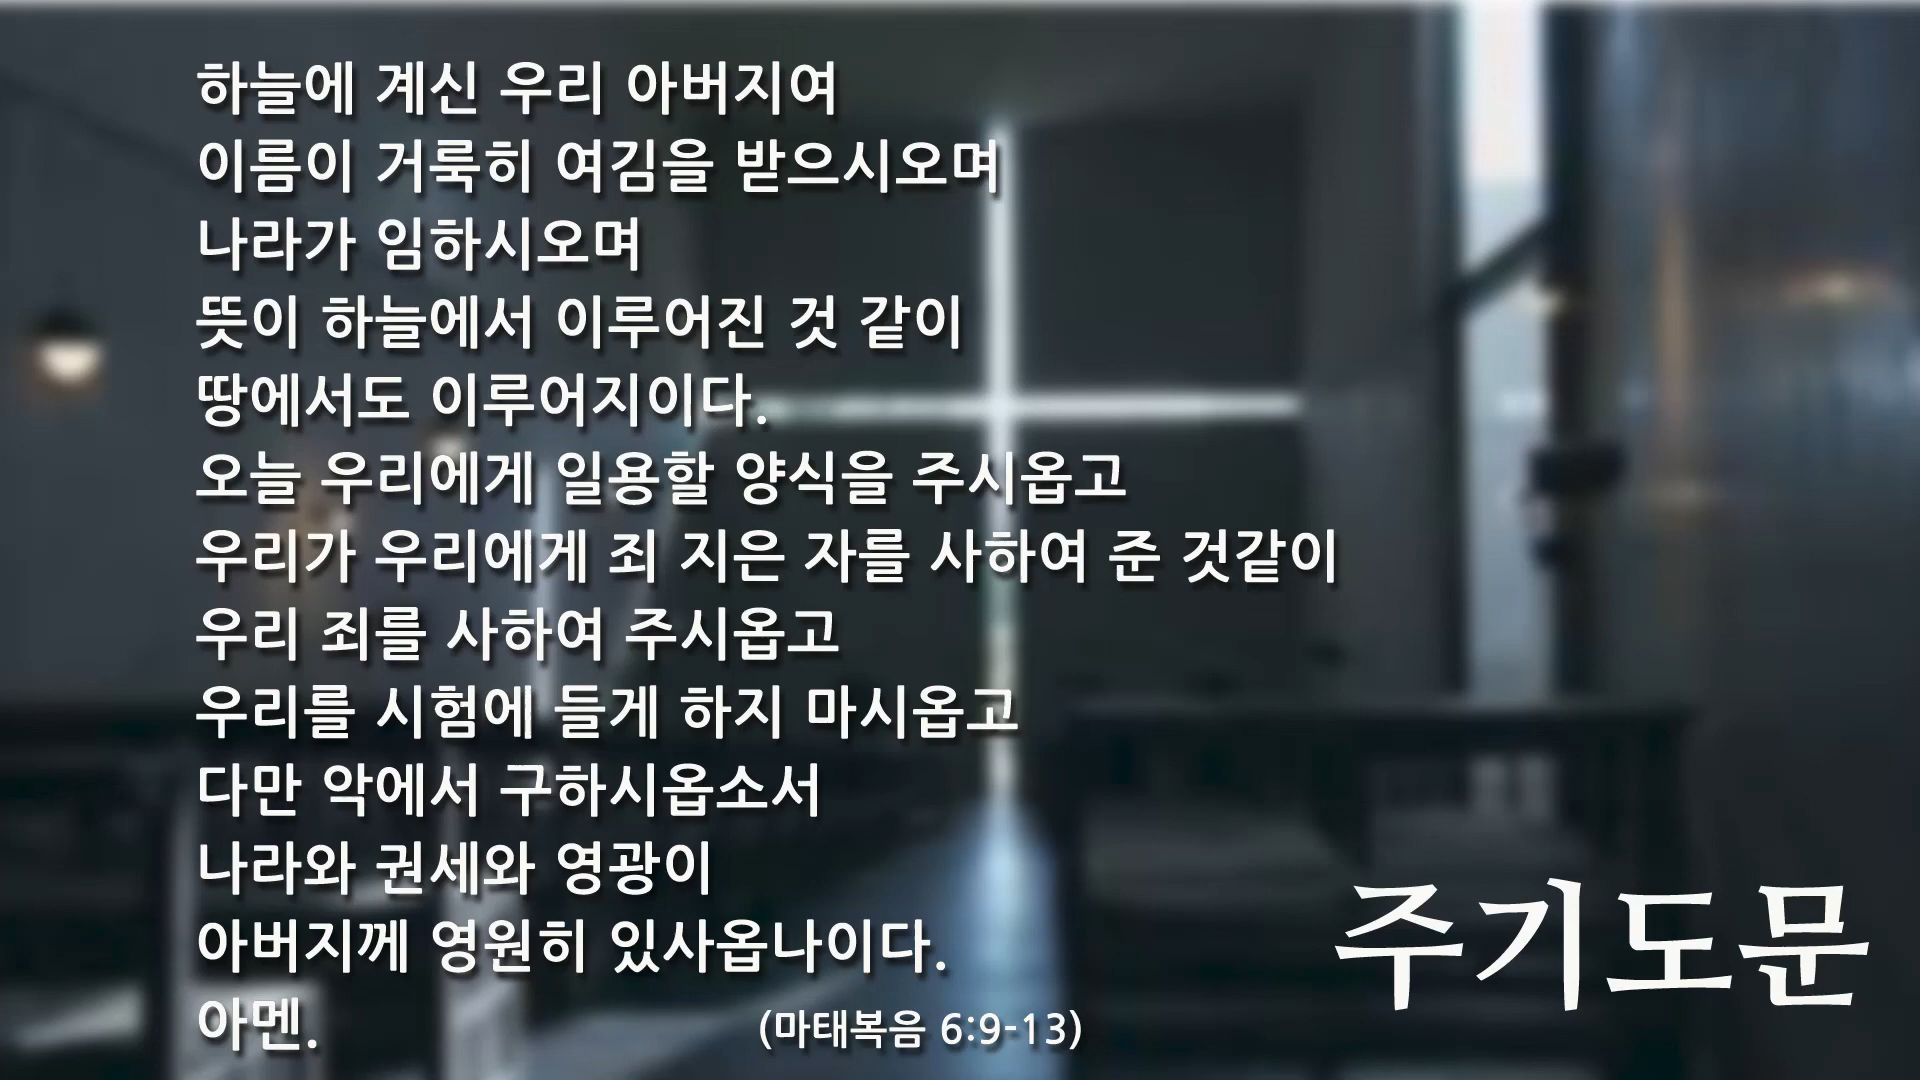 하늘에 계신 우리 아버지여
이름이 거룩히 여김을 받으시오며
나라가 임하시오며
뜻이 하늘에서 이루어진 것 같이
땅에서도 이루어지이다.
오늘 우리에게 일용할 양식을 주시옵고
우리가 우리에게 죄 지은 자를 사하여 준 것같이
우리 죄를 사하여 주시옵고
우리를 시험에 들게 하지 마시옵고
다만 악에서 구하시옵소서
나라와 권세와 영광이
아버지께 영원히 있사옵나이다.
아멘.
(마태복음 6:9-13)
주기도문